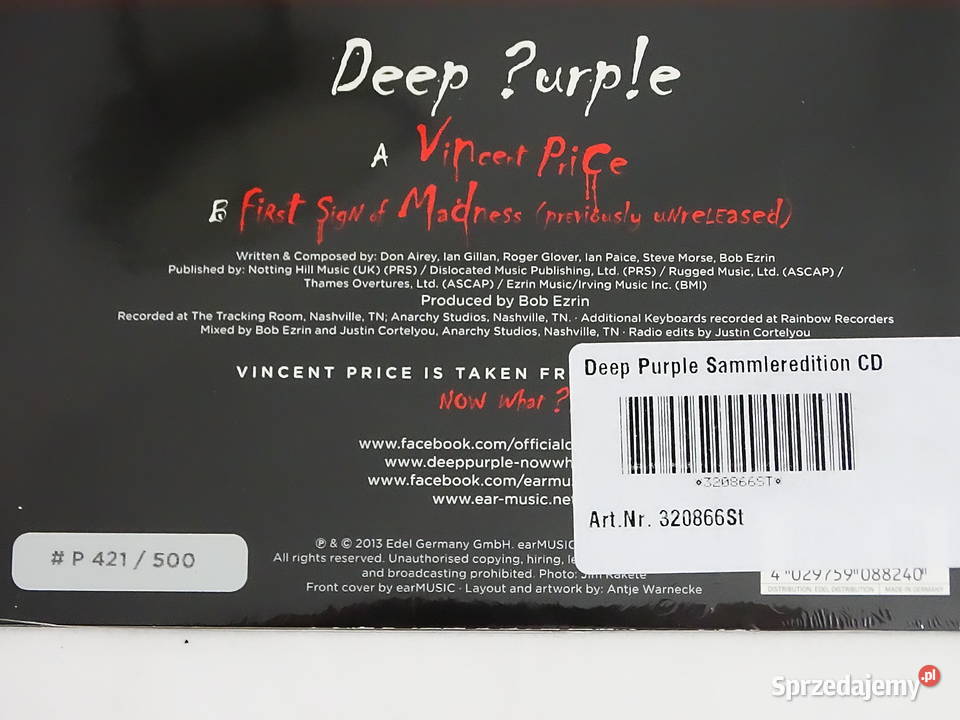 Deep ?urp!e
A Vincent Price
B First Sign of Madness (previously unreleased)
Written & Composed by: Don Airey, Ian Gillan, Roger Glover, Ian Paice, Steve Morse, Bob Ezrin
Published by: Notting Hill Music (UK) (PRS) / Dislocated Music Publishing, Ltd. (PRS) / Rugged Music, Ltd. (ASCAP) /
Thames Overtures, Ltd. (ASCAP) / Ezrin Music/Irving Music Inc. (BMI)
Produced by Bob Ezrin
Recorded at The Tracking Room, Nashville, TN; Anarchy Studios, Nashville, TN. · Additional Keyboards recorded at Rainbow Recorders
Mixed by Bob Ezrin and Justin Cortelyou, Anarchy Studios, Nashville, TN · Radio edits by Justin Cortelyou
VINCENT PRICE IS TAKEN FR
NOW What ?
www.facebook.com/official
www.deeppurple-nowwh
www.facebook.com/earmu
www.ear-music.ne
Deep Purple Sammleredition CD
*320866ST*
Art.Nr. 320866St
# P 421 / 500
℗ & © 2013 Edel Germany GmbH. earMUSIC
All rights reserved. Unauthorised copying, hiring, le
and broadcasting prohibited. Photo: Jim Rakete
Front cover by earMUSIC · Layout and artwork by: Antje Warnecke
4 029759 088240
DISTRIBUTION: EDEL DISTRIBUTION | MADE IN GERMANY
Sprzedajemy.pl